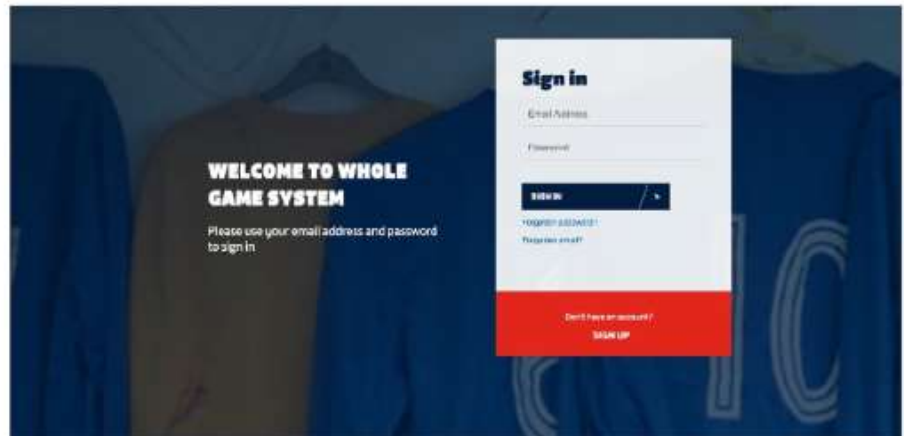 WELCOME TO WHOLE
GAME SYSTEM
Please use your email address and password
to sign in
Sign in
Email Address
Password
SIGN IN
Forgotten password?
Forgotten email?
Don't have an account?
SIGN UP
10